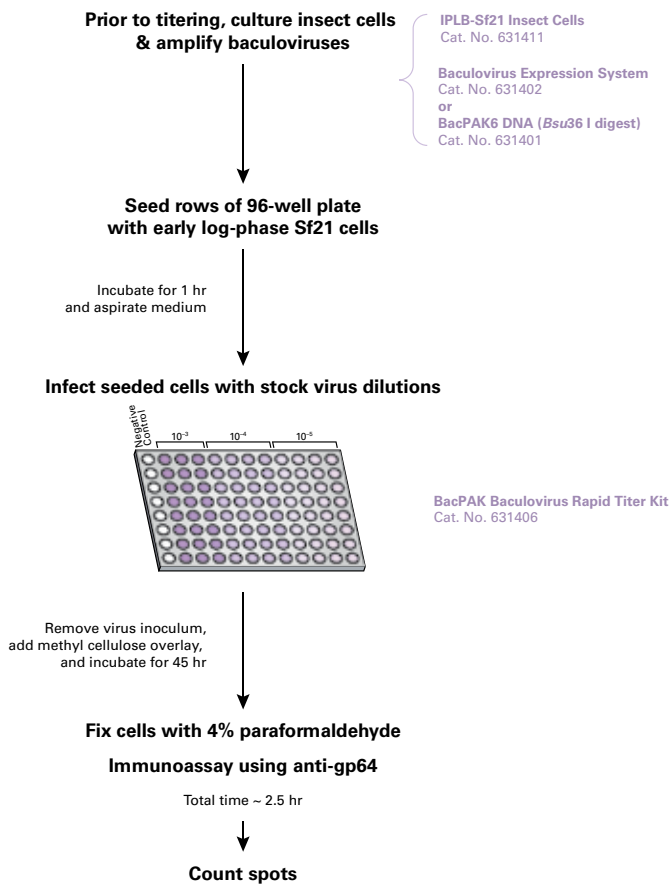 Prior to titering, culture insect cells
& amplify baculoviruses
IPLB-Sf21 Insect Cells
Cat. No. 631411
Baculovirus Expression System
Cat. No. 631402
or
BacPAK6 DNA (Bsu36 I digest)
Cat. No. 631401
Seed rows of 96-well plate
with early log-phase Sf21 cells
Incubate for 1 hr
and aspirate medium
Infect seeded cells with stock virus dilutions
Negative
Control
10⁻³ 10⁻⁴ 10⁻⁵
BacPAK Baculovirus Rapid Titer Kit
Cat. No. 631406
Remove virus inoculum,
add methyl cellulose overlay,
and incubate for 45 hr
Fix cells with 4% paraformaldehyde
Immunoassay using anti-gp64
Total time ~ 2.5 hr
Count spots